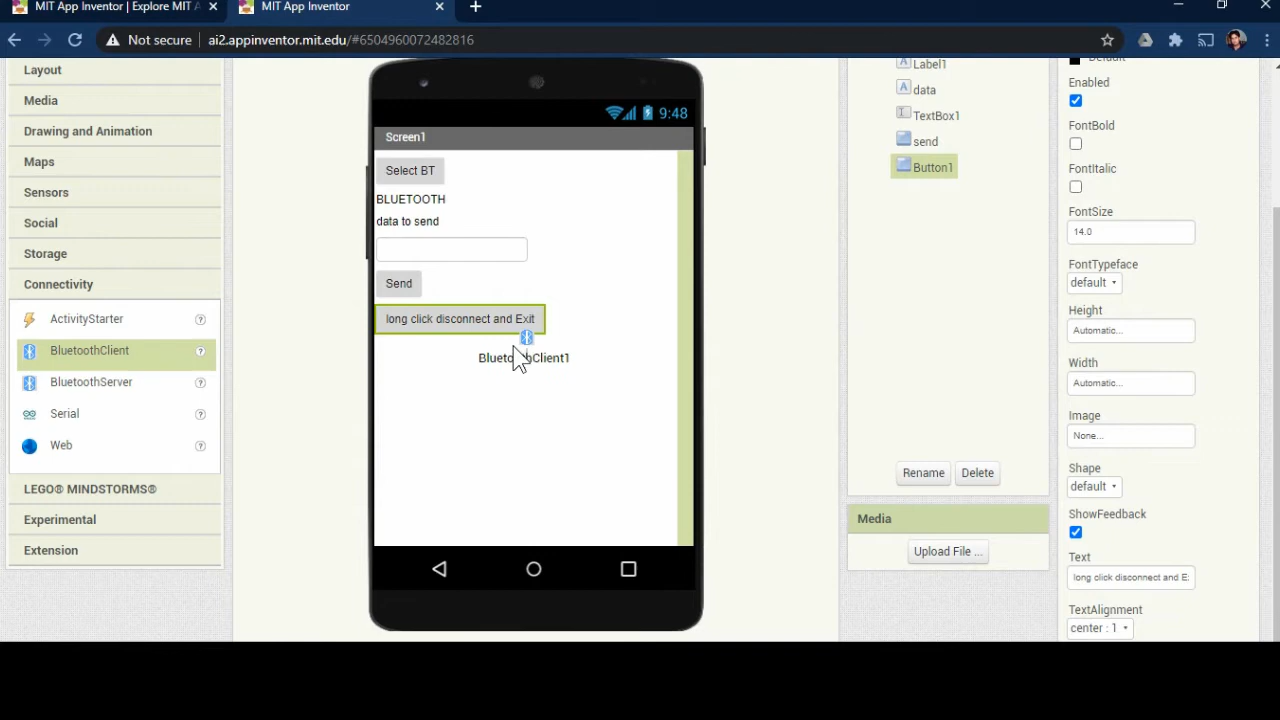 MIT App Inventor | Explore MIT A
MIT App Inventor
Not secure
ai2.appinventor.mit.edu/#6504960072482816
Layout
Media
Drawing and Animation
Maps
Sensors
Social
Storage
Connectivity
ActivityStarter
BluetoothClient
BluetoothServer
Serial
Web
LEGO® MINDSTORMS®
Experimental
Extension
9:48
Screen1
Select BT
BLUETOOTH
data to send
Send
long click disconnect and Exit
BluetoothClient1
Label1
data
TextBox1
send
Button1
Rename
Delete
Media
Upload File ...
Default
Enabled
FontBold
FontItalic
FontSize
14.0
FontTypeface
default
Height
Automatic...
Width
Automatic...
Image
None...
Shape
default
ShowFeedback
Text
long click disconnect and E
TextAlignment
center : 1